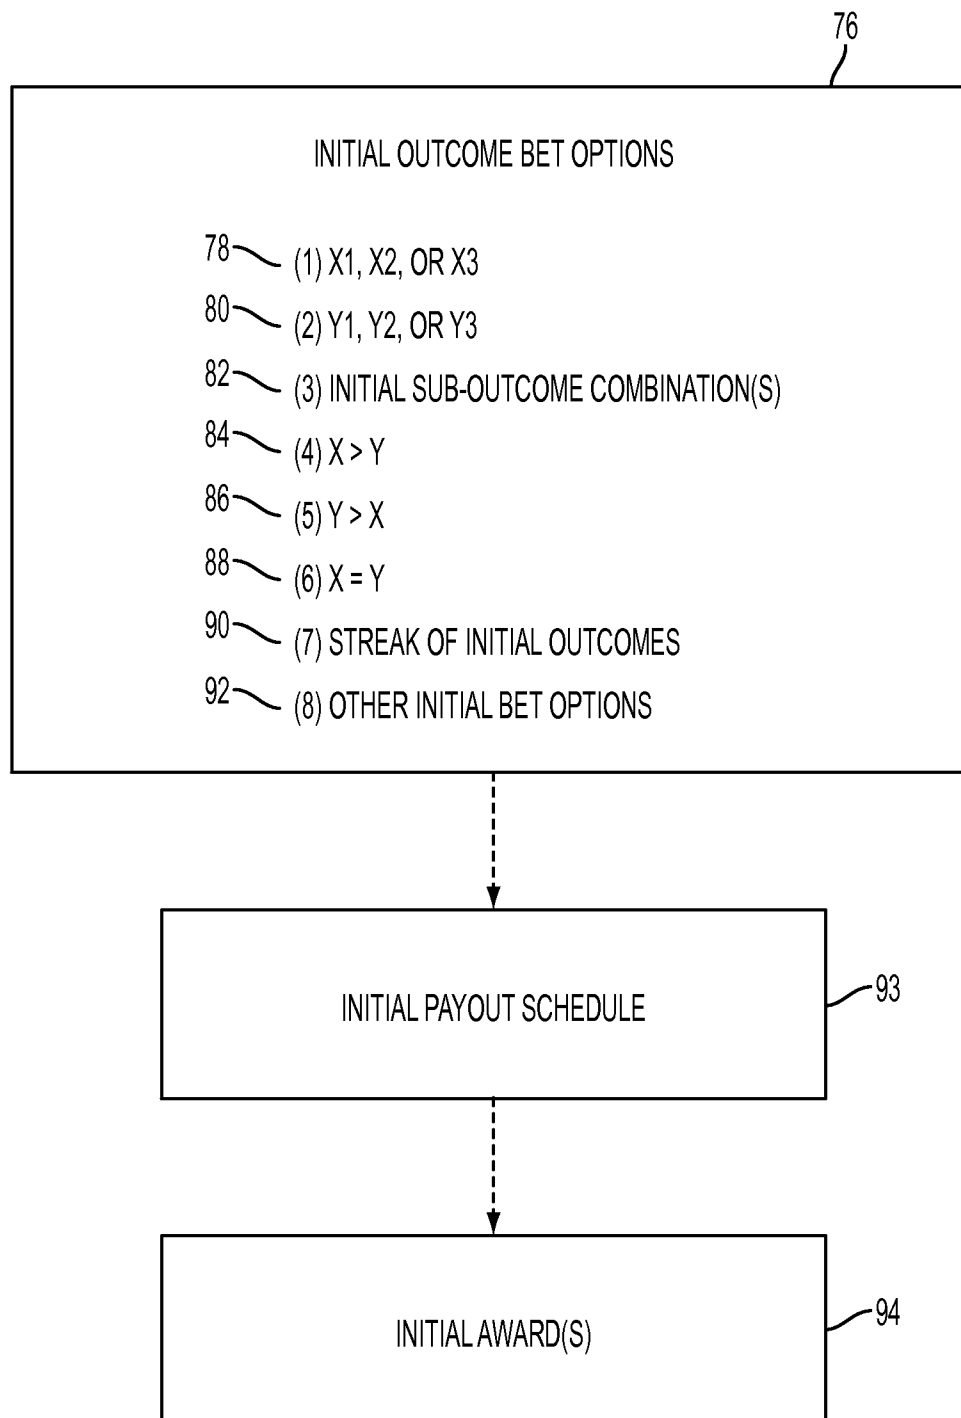 76
INITIAL OUTCOME BET OPTIONS
78 (1) X1, X2, OR X3
80 (2) Y1, Y2, OR Y3
82 (3) INITIAL SUB-OUTCOME COMBINATION(S)
84 (4) X > Y
86 (5) Y > X
88 (6) X = Y
90 (7) STREAK OF INITIAL OUTCOMES
92 (8) OTHER INITIAL BET OPTIONS
INITIAL PAYOUT SCHEDULE 93
INITIAL AWARD(S) 94